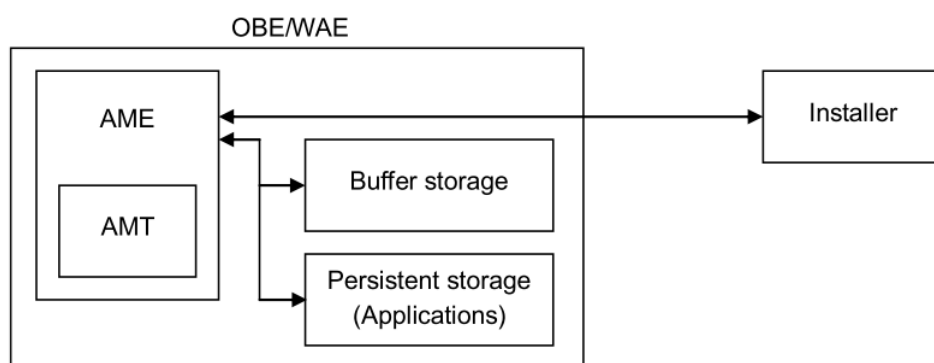 OBE/WAE
AME
Installer
Buffer storage
AMT
Persistent storage
(Applications)